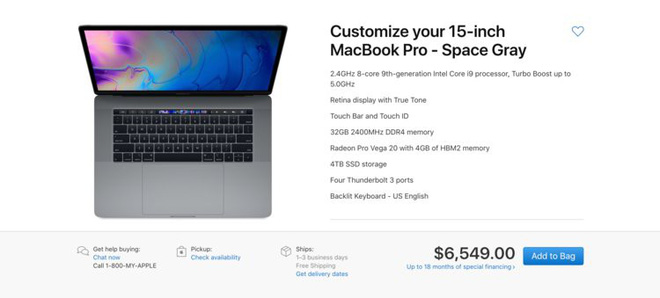 Customize your 15-inch
MacBook Pro - Space Gray
2.4GHz 8-core 9th-generation Intel Core i9 processor, Turbo Boost up to
5.0GHz
Retina display with True Tone
Touch Bar and Touch ID
32GB 2400MHz DDR4 memory
Radeon Pro Vega 20 with 4GB of HBM2 memory
4TB SSD storage
Four Thunderbolt 3 ports
Backlit Keyboard - US English
Get help buying:
Chat now
Call 1-800-MY-APPLE
Pickup:
Check availability
Ships:
1–3 business days
Free Shipping
Get delivery dates
$6,549.00
Up to 18 months of special financing ›
Add to Bag